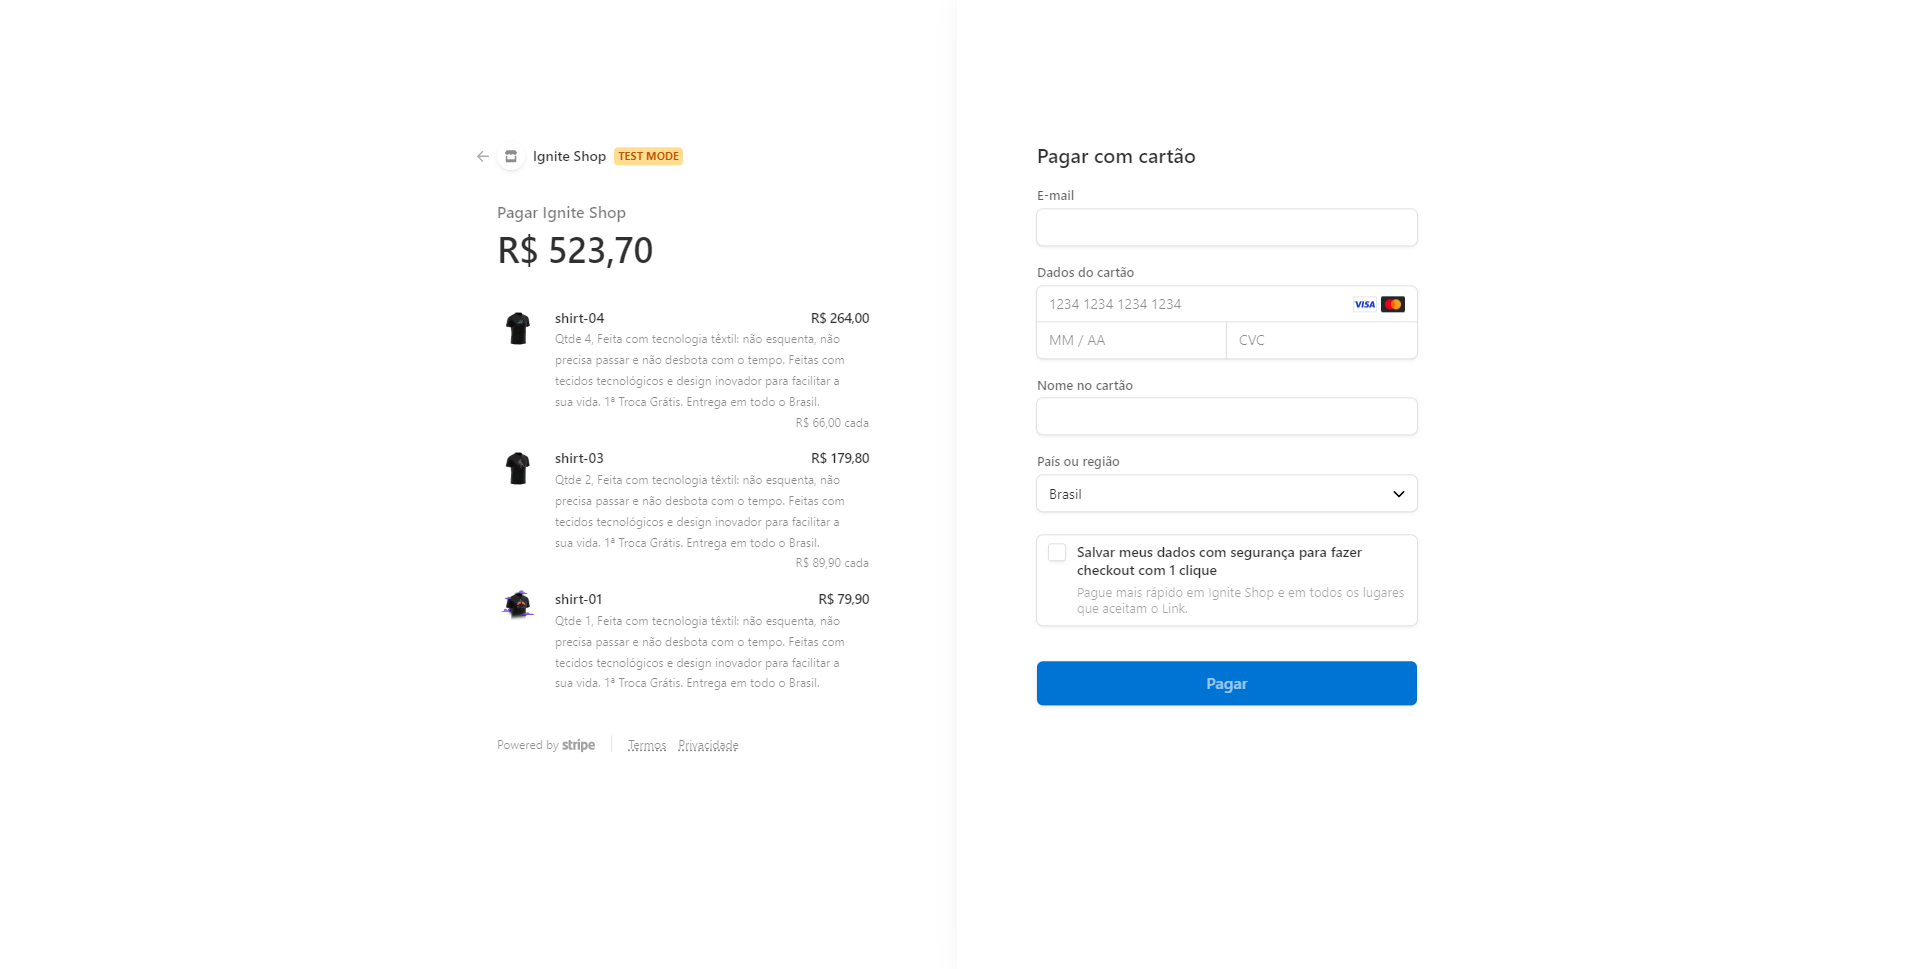 Ignite Shop TEST MODE
Pagar Ignite Shop
R$ 523,70
shirt-04 R$ 264,00
Qtde 4, Feita com tecnologia têxtil: não esquenta, não
precisa passar e não desbota com o tempo. Feitas com
tecidos tecnológicos e design inovador para facilitar a
sua vida. 1ª Troca Grátis. Entrega em todo o Brasil.
R$ 66,00 cada
shirt-03 R$ 179,80
Qtde 2, Feita com tecnologia têxtil: não esquenta, não
precisa passar e não desbota com o tempo. Feitas com
tecidos tecnológicos e design inovador para facilitar a
sua vida. 1ª Troca Grátis. Entrega em todo o Brasil.
R$ 89,90 cada
shirt-01 R$ 79,90
Qtde 1, Feita com tecnologia têxtil: não esquenta, não
precisa passar e não desbota com o tempo. Feitas com
tecidos tecnológicos e design inovador para facilitar a
sua vida. 1ª Troca Grátis. Entrega em todo o Brasil.
Powered by stripe Termos Privacidade
Pagar com cartão
E-mail
Dados do cartão
1234 1234 1234 1234 VISA
MM / AA CVC
Nome no cartão
País ou região
Brasil
Salvar meus dados com segurança para fazer
checkout com 1 clique
Pague mais rápido em Ignite Shop e em todos os lugares
que aceitam o Link.
Pagar